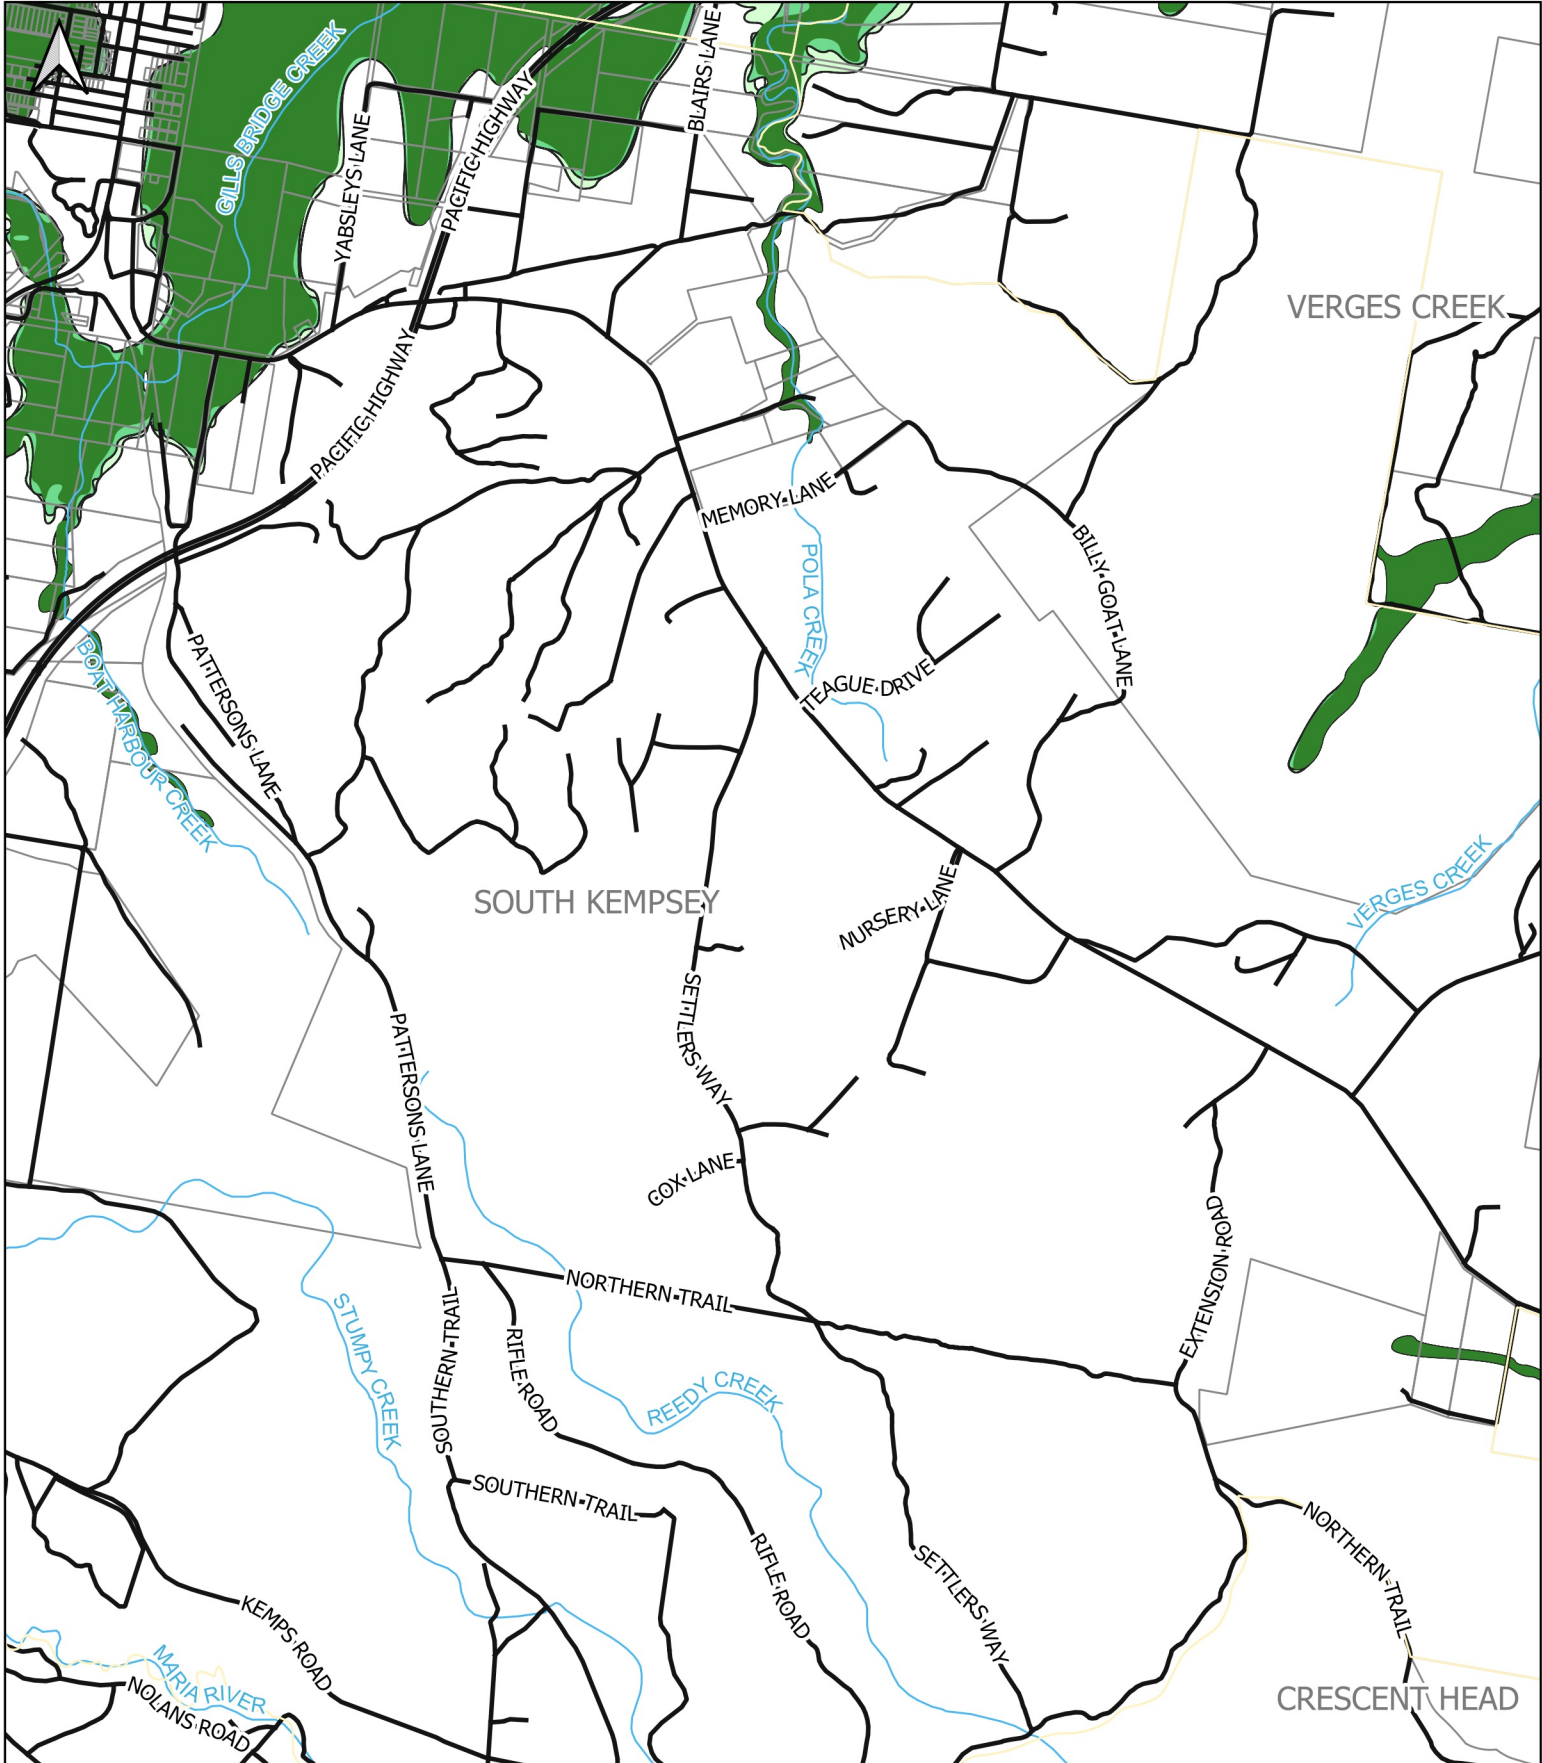 BLAIRS LANE
GILLS BRIDGE CREEK
PACIFIC HIGHWAY
YABSLEYS LANE
VERGES CREEK
PACIFIC HIGHWAY
MEMORY LANE
POLA CREEK
BILLY GOAT LANE
PATTERSONS LANE
BOAT HARBOUR CREEK
TEAGUE DRIVE
SOUTH KEMPSEY
NURSERY LANE
VERGES CREEK
SETTLERS WAY
PATTERSONS LANE
COX LANE
EXTENSION ROAD
NORTHERN TRAIL
STUMPY CREEK
SOUTHERN TRAIL
RIFLE ROAD
REEDY CREEK
SOUTHERN TRAIL
NORTHERN TRAIL
RIFLE ROAD
SETTLERS WAY
KEMPS ROAD
MARIA RIVER
NOLANS ROAD
CRESCENT HEAD